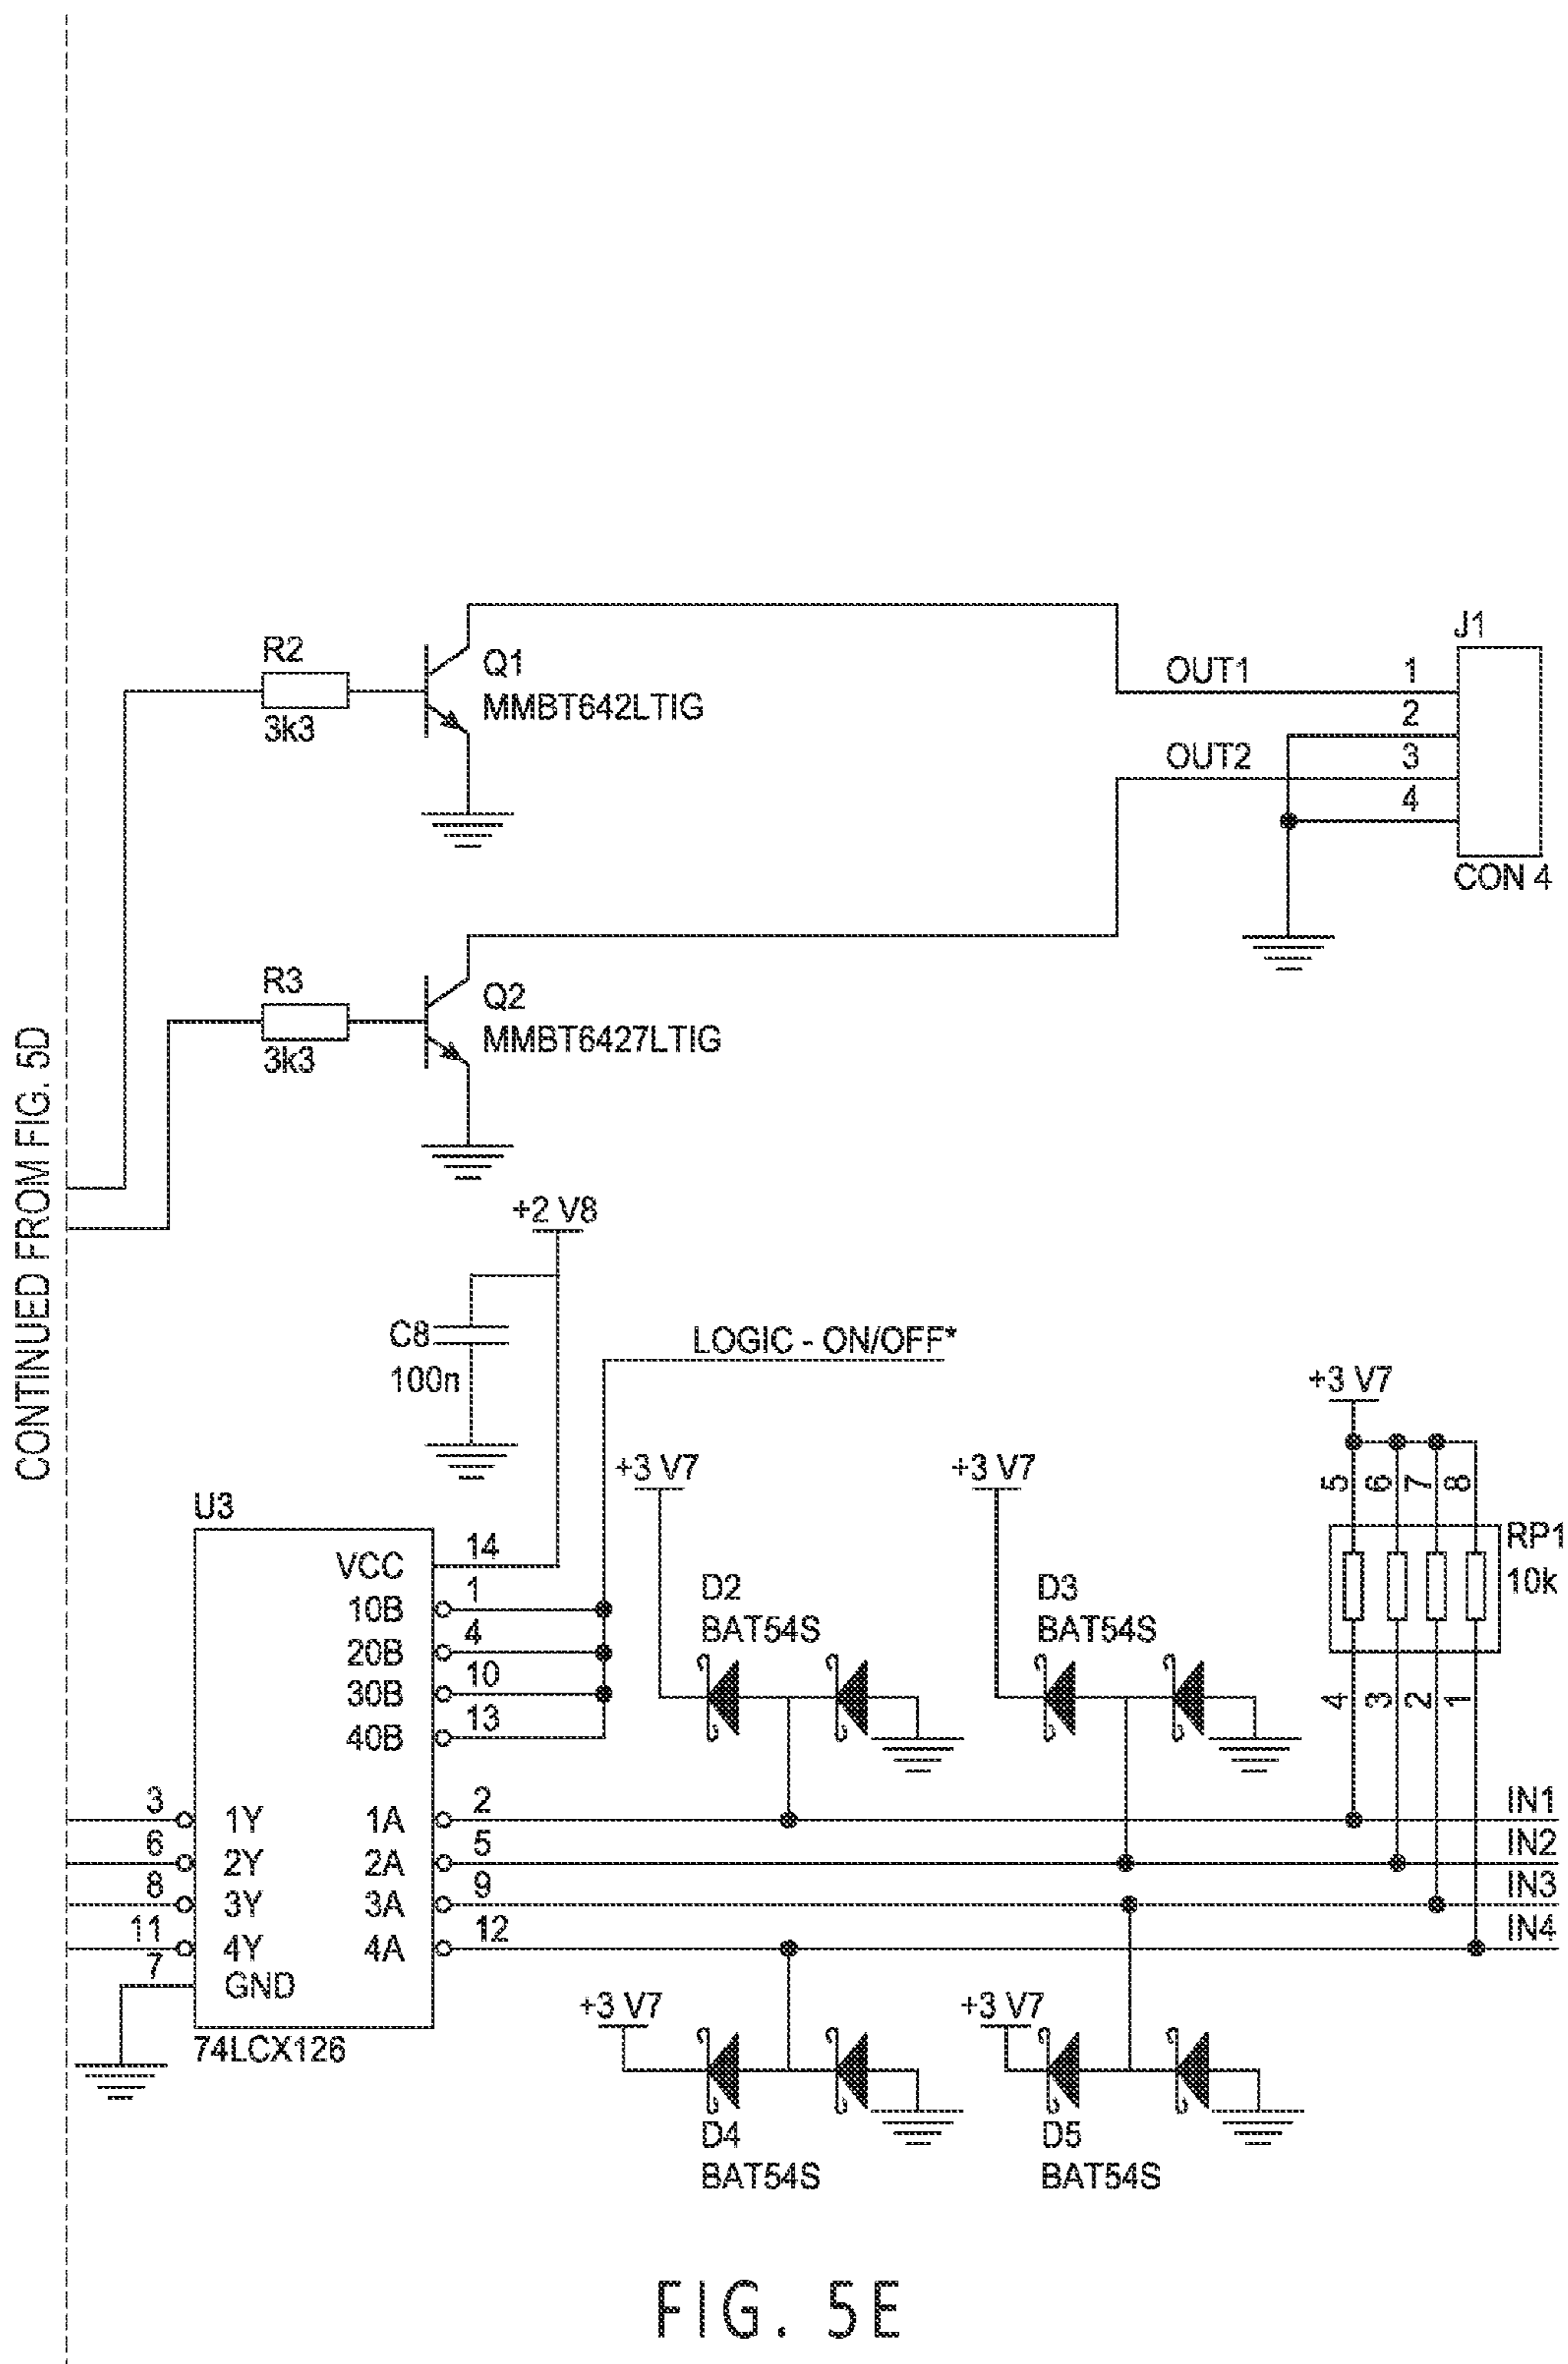 CONTINUED FROM FIG. 5D
R2
3k3
Q1
MMBT642LTIG
J1
OUT1
1
2
OUT2
3
4
CON 4
R3
3k3
Q2
MMBT6427LTIG
+2 V8
C8
100n
LOGIC - ON/OFF*
+3 V7
+3 V7
+3 V7
5
6
7
8
RP1
10k
4
3
2
1
D2
BAT54S
D3
BAT54S
U3
VCC
14
10B
1
20B
4
30B
10
40B
13
3
1Y
1A
2
IN1
6
2Y
2A
5
IN2
8
3Y
3A
9
IN3
11
4Y
4A
12
IN4
7
GND
74LCX126
+3 V7
+3 V7
D4
BAT54S
D5
BAT54S
FIG. 5E